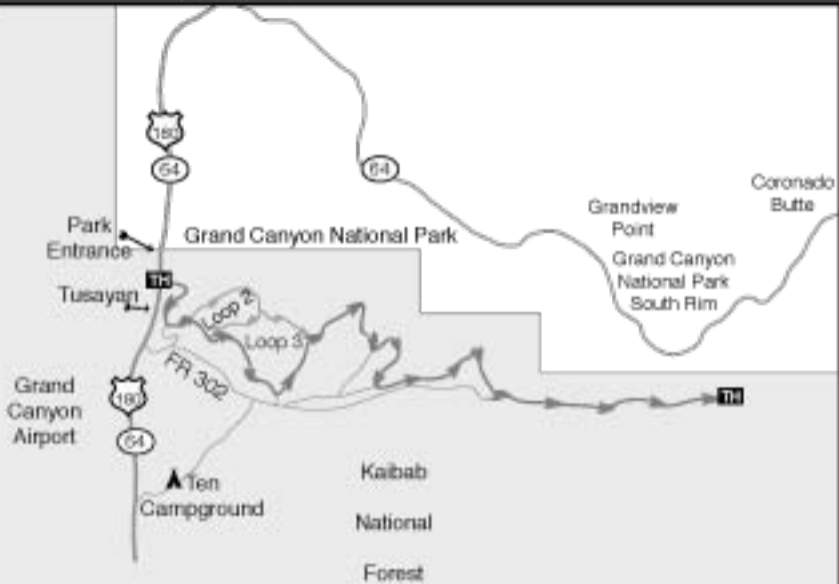 180
64
64
Park
Entrance
Grand Canyon National Park
Grandview
Point
Coronado
Butte
Grand Canyon
National Park
South Rim
TH
Tusayan
Loop 2
Loop 3
FR 302
Grand
Canyon
Airport
180
64
TH
Ten
Campground
Kaibab
National
Forest